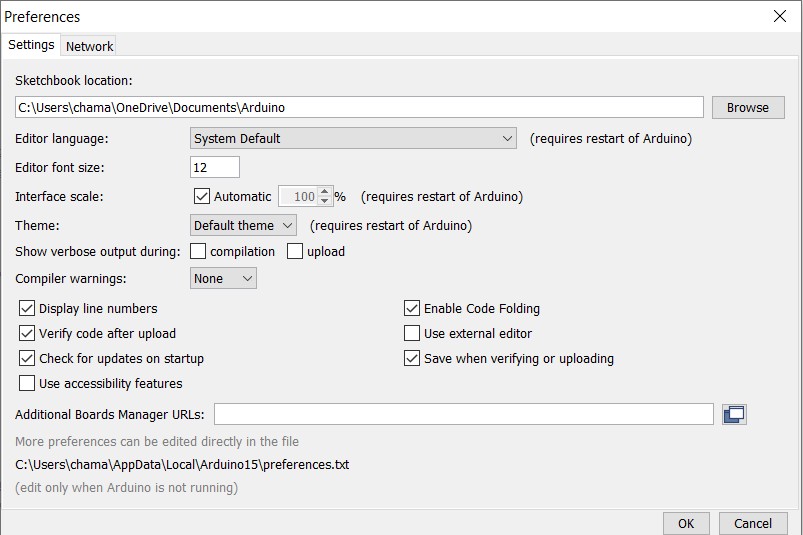 Preferences
Settings Network
Sketchbook location:
C:\Users\chama\OneDrive\Documents\Arduino Browse
Editor language: System Default (requires restart of Arduino)
Editor font size: 12
Interface scale: Automatic 100 % (requires restart of Arduino)
Theme: Default theme (requires restart of Arduino)
Show verbose output during: compilation upload
Compiler warnings: None
Display line numbers Enable Code Folding
Verify code after upload Use external editor
Check for updates on startup Save when verifying or uploading
Use accessibility features
Additional Boards Manager URLs:
More preferences can be edited directly in the file
C:\Users\chama\AppData\Local\Arduino15\preferences.txt
(edit only when Arduino is not running)
OK Cancel